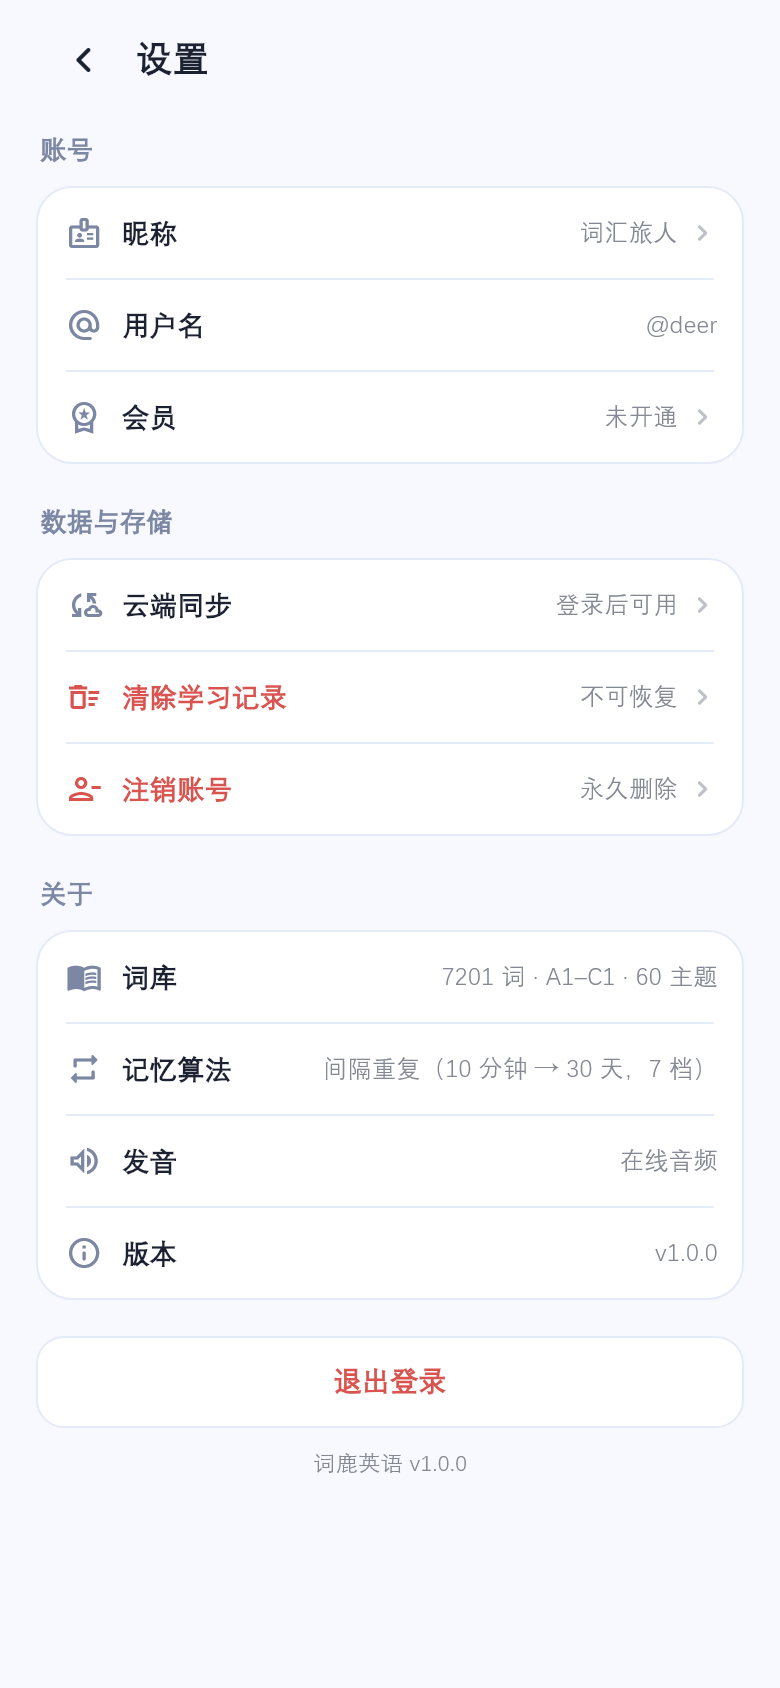 设置
账号
昵称 词汇旅人
用户名 @deer
会员 未开通
数据与存储
云端同步 登录后可用
清除学习记录 不可恢复
注销账号 永久删除
关于
词库 7201 词 · A1–C1 · 60 主题
记忆算法 间隔重复（10 分钟 → 30 天，7 档）
发音 在线音频
版本 v1.0.0
退出登录
词鹿英语 v1.0.0